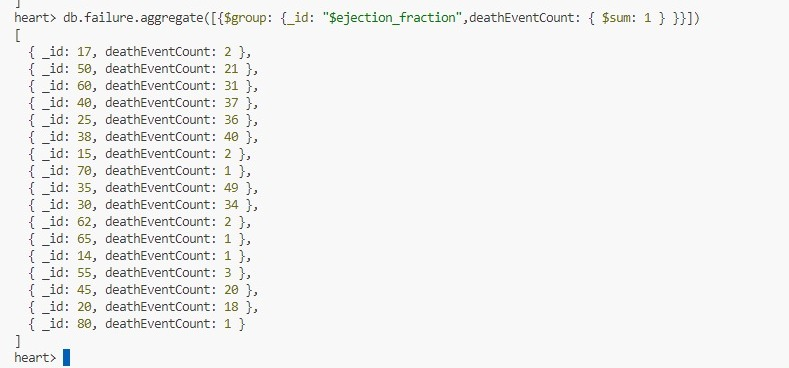 ]
heart> db.failure.aggregate([{$group: {_id: "$ejection_fraction",deathEventCount: { $sum: 1 } }}])
[
  { _id: 17, deathEventCount: 2 },
  { _id: 50, deathEventCount: 21 },
  { _id: 60, deathEventCount: 31 },
  { _id: 40, deathEventCount: 37 },
  { _id: 25, deathEventCount: 36 },
  { _id: 38, deathEventCount: 40 },
  { _id: 15, deathEventCount: 2 },
  { _id: 70, deathEventCount: 1 },
  { _id: 35, deathEventCount: 49 },
  { _id: 30, deathEventCount: 34 },
  { _id: 62, deathEventCount: 2 },
  { _id: 65, deathEventCount: 1 },
  { _id: 14, deathEventCount: 1 },
  { _id: 55, deathEventCount: 3 },
  { _id: 45, deathEventCount: 20 },
  { _id: 20, deathEventCount: 18 },
  { _id: 80, deathEventCount: 1 }
]
heart>